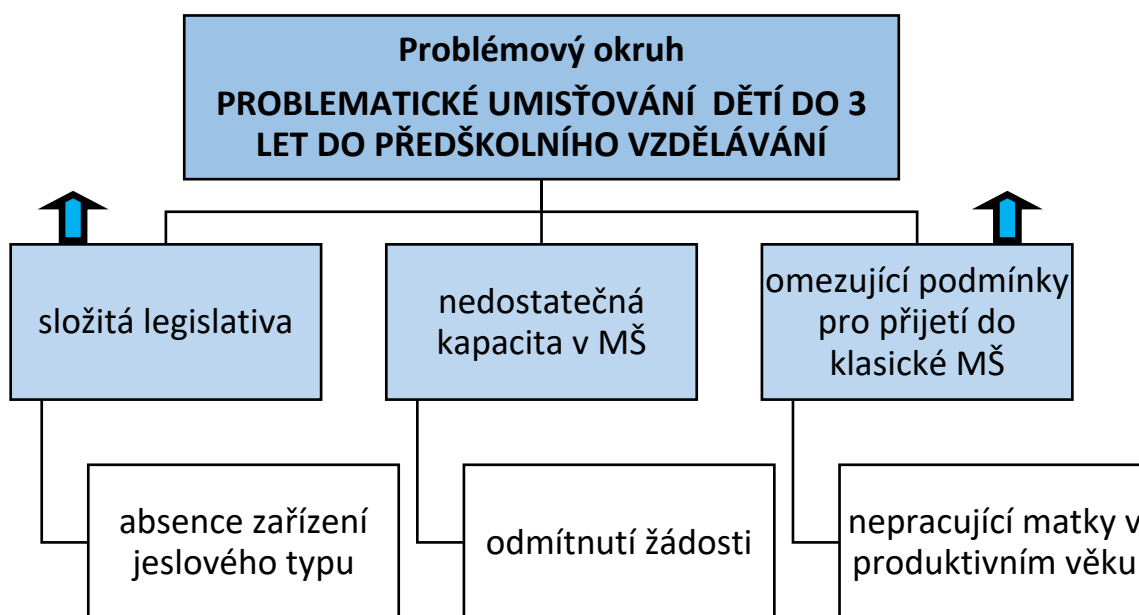 Problémový okruh
PROBLEMATICKÉ UMISŤOVÁNÍ DĚTÍ DO 3
LET DO PŘEDŠKOLNÍHO VZDĚLÁVÁNÍ
složitá legislativa
nedostatečná
kapacita v MŠ
omezující podmínky
pro přijetí do
klasické MŠ
absence zařízení
jeslového typu
odmítnutí žádosti
nepracující matky v
produktivním věku